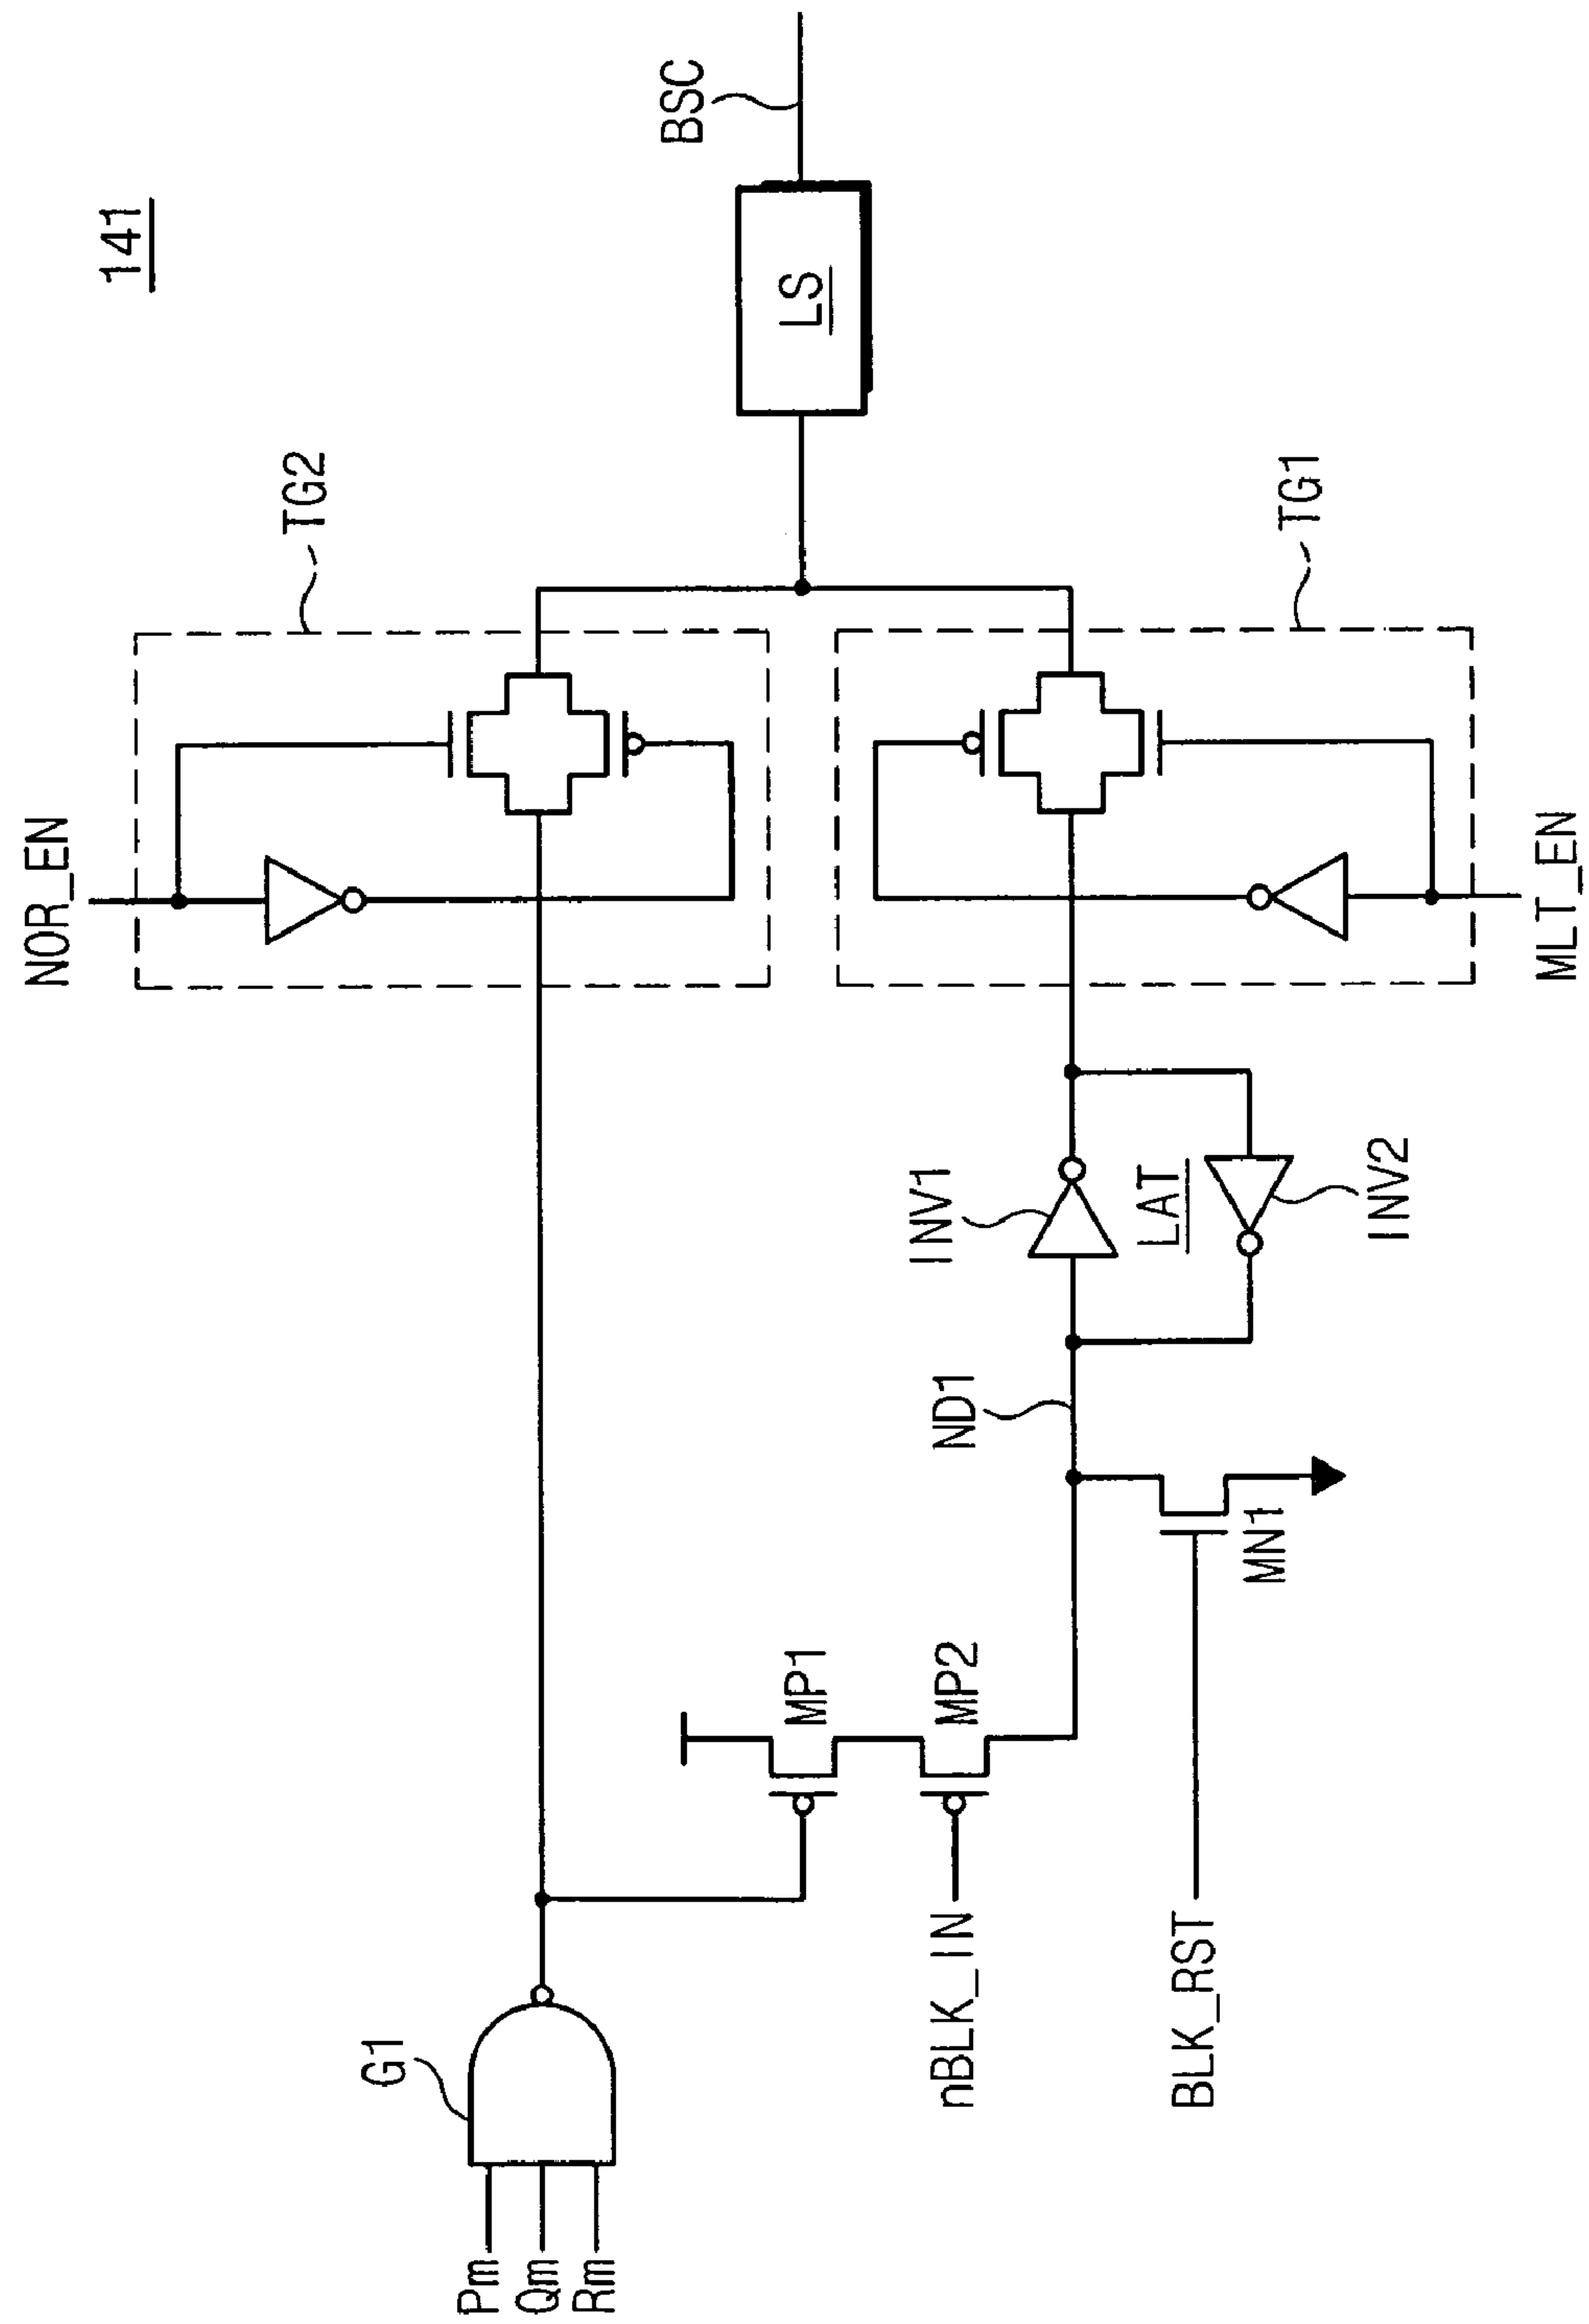 141
BSC
LS
TG2
TG1
NOR_EN
MLT_EN
INV1
LAT
INV2
ND1
MN1
MP1
MP2
nBLK_IN
BLK_RST
G1
Pm
Qm
Rm